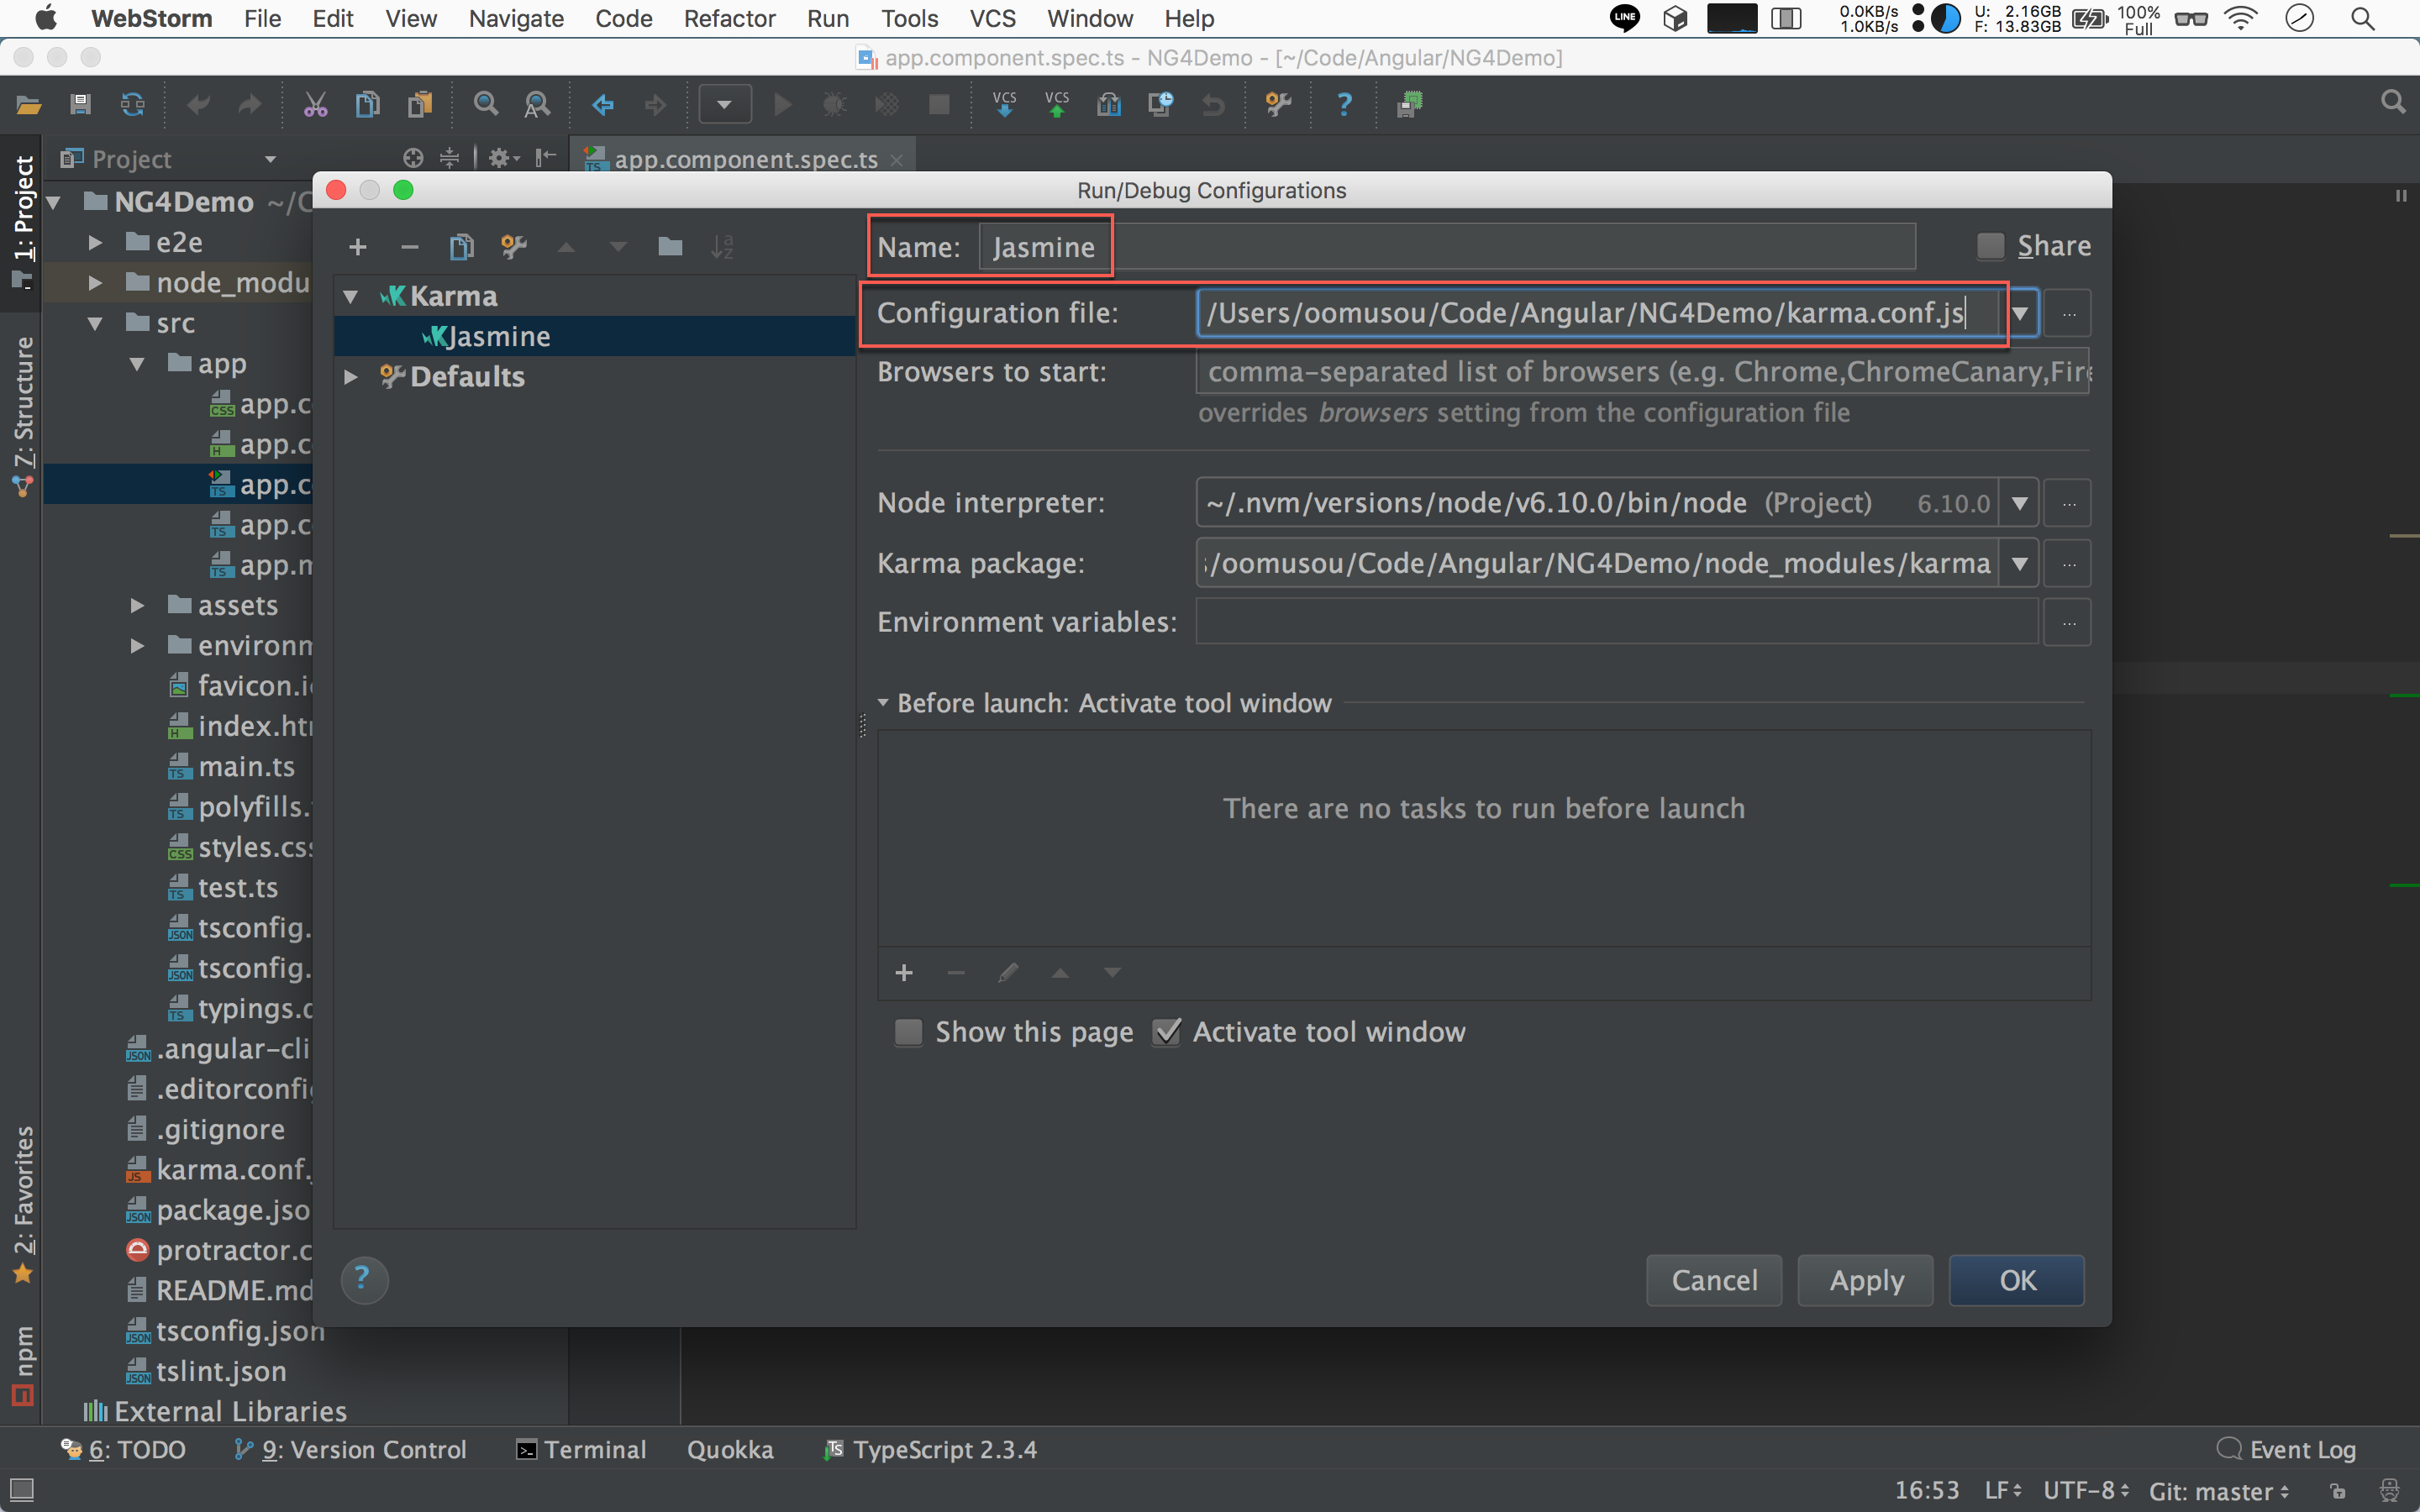 WebStorm File Edit View Navigate Code Refactor Run Tools VCS Window Help LINE 0.0KB/s 1.0KB/s U: 2.16GB F: 13.83GB 100% Full
app.component.spec.ts - NG4Demo - [~/Code/Angular/NG4Demo]
VCS VCS
Project app.component.spec.ts
Run/Debug Configurations
1: Project
7: Structure
2: Favorites
npm
NG4Demo ~/C
e2e
node_modu
src
app
app.c
app.c
app.c
app.c
app.m
assets
environm
favicon.i
index.ht
main.ts
polyfills.
styles.cs
test.ts
tsconfig.
tsconfig.
typings.d
.angular-cli
.editorconfig
.gitignore
karma.conf.
package.jso
protractor.c
README.md
tsconfig.json
tslint.json
External Libraries
Karma
Jasmine
Defaults
Name: Jasmine Share
Configuration file: /Users/oomusou/Code/Angular/NG4Demo/karma.conf.js
Browsers to start: comma-separated list of browsers (e.g. Chrome,ChromeCanary,Fire
overrides browsers setting from the configuration file
Node interpreter: ~/.nvm/versions/node/v6.10.0/bin/node (Project) 6.10.0
Karma package: /oomusou/Code/Angular/NG4Demo/node_modules/karma
Environment variables:
Before launch: Activate tool window
There are no tasks to run before launch
Show this page Activate tool window
? Cancel Apply OK
6: TODO 9: Version Control Terminal Quokka TypeScript 2.3.4 Event Log
16:53 LF UTF-8 Git: master